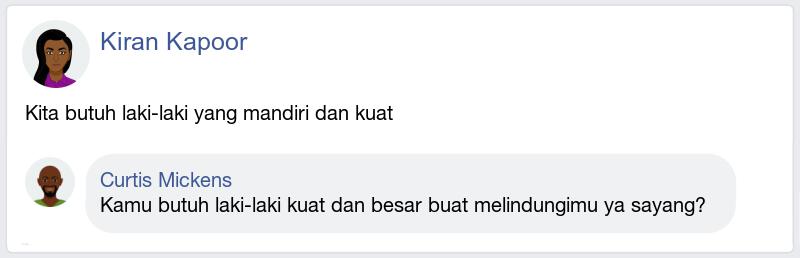 Kiran Kapoor
Kita butuh laki-laki yang mandiri dan kuat
Curtis Mickens
Kamu butuh laki-laki kuat dan besar buat melindungimu ya sayang?